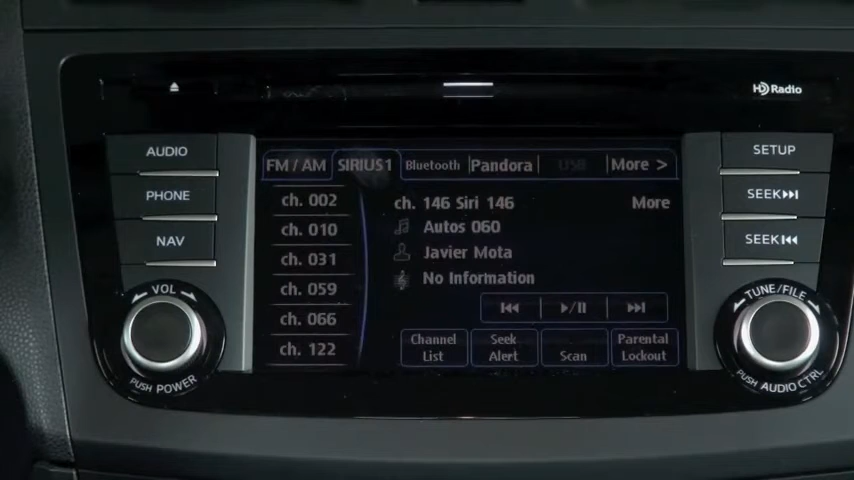 HD Radio
AUDIO
PHONE
NAV
VOL
PUSH POWER
FM / AM
SIRIUS1
Bluetooth
Pandora
USB
More >
ch. 002
ch. 010
ch. 031
ch. 059
ch. 066
ch. 122
ch. 146 Siri 146
More
Autos 060
Javier Mota
No Information
Channel
List
Seek
Alert
Scan
Parental
Lockout
SETUP
SEEK
SEEK
TUNE/FILE
PUSH AUDIO CTRL